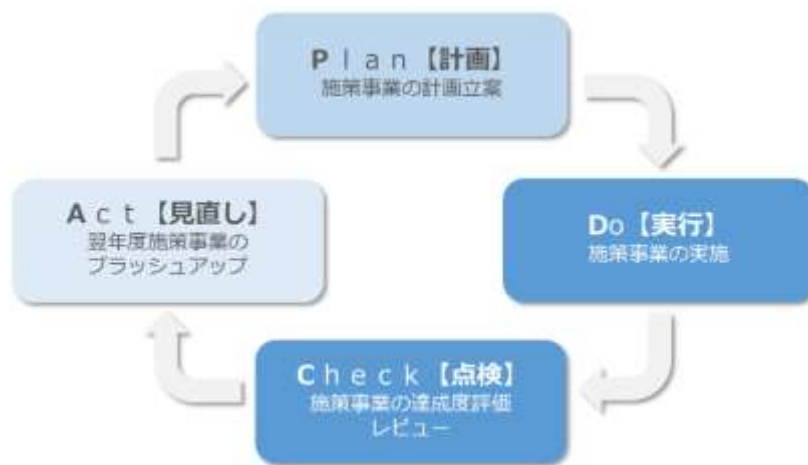 Ｐｌａｎ【計画】
施策事業の計画立案
Ｄo【実行】
施策事業の実施
Ｃｈｅｃｋ【点検】
施策事業の達成度評価
レビュー
Ａｃｔ【見直し】
翌年度施策事業の
ブラッシュアップ